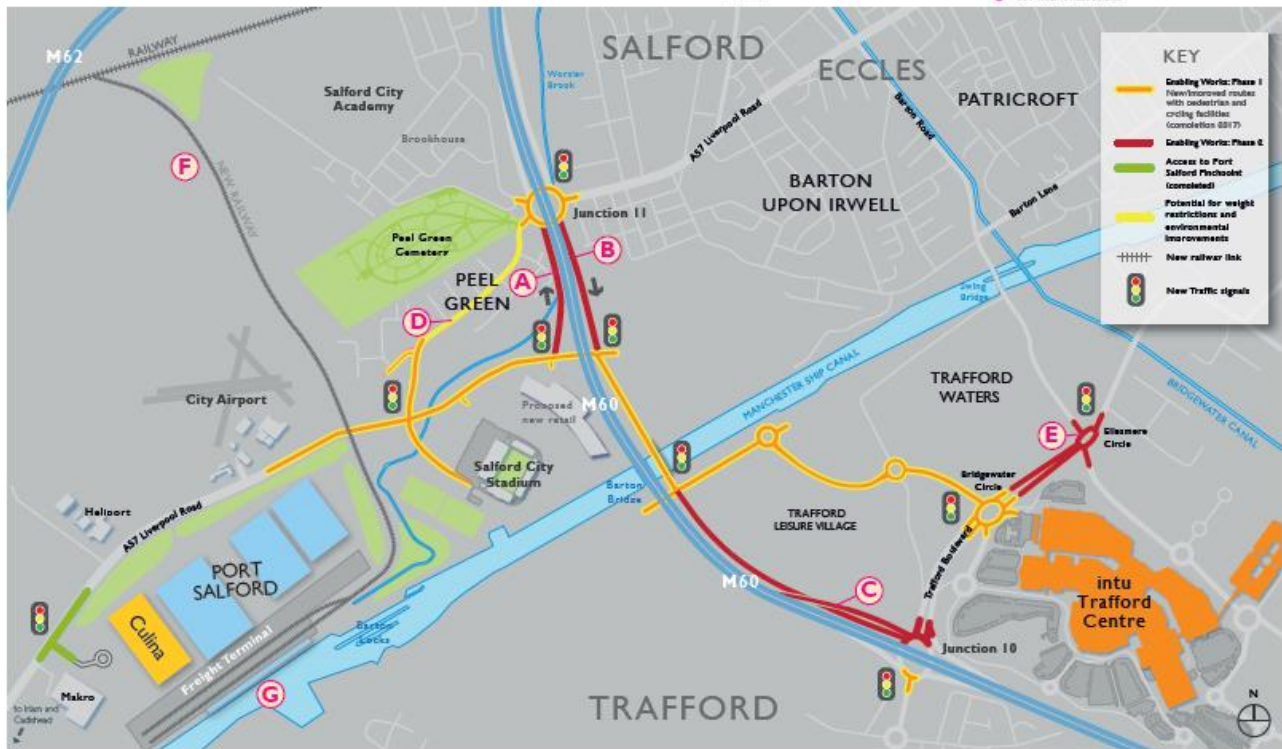 SALFORD
ECCLES
PATRICROFT
M62
RAILWAY
Salford City
Academy
Brookhouse
Worsley
Brook
A57 Liverpool Road
Barton
Road
BARTON
UPON IRWELL
Barton Lane
KEY
Enabling Works: Phase 1
New/improved routes
with pedestrian and
cycling facilities
Enabling Works: Phase 2
Access to Port
Salford Pinchpoint
(completed)
Potential for weight
restrictions and
environmental
improvements
New railway link
New Traffic signals
F
NEW RAILWAY
Junction 11
Peel Green
Cemetery
B
A
PEEL
GREEN
D
Swing
Bridge
MANCHESTER SHIP CANAL
BRIDGEWATER CANAL
TRAFFORD
WATERS
City Airport
Proposed
new retail
M60
E
Ellesmere
Circle
Salford City
Stadium
Barton
Bridge
Bridgewater
Circle
TRAFFORD
LEISURE VILLAGE
Heliport
A57 Liverpool Road
PORT
SALFORD
Culina
Freight Terminal
Barton
Locks
M60
C
Trafford Boulevard
intu
Trafford
Centre
Junction 10
Makro
G
TRAFFORD
to Irlam and
Cadishead
N